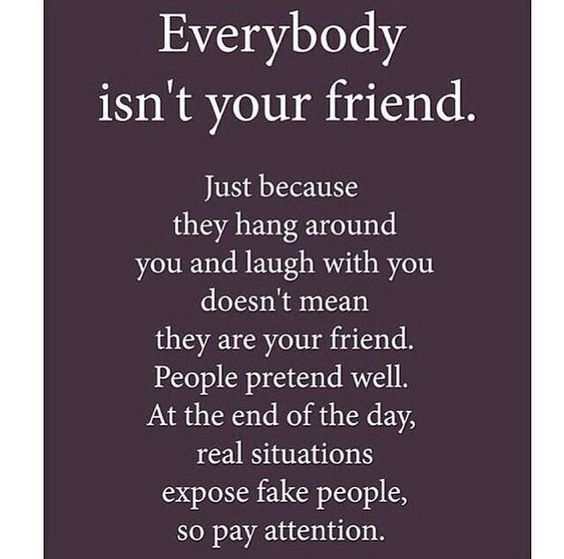 Everybody
isn't your friend.
Just because
they hang around
you and laugh with you
doesn't mean
they are your friend.
People pretend well.
At the end of the day,
real situations
expose fake people,
so pay attention.